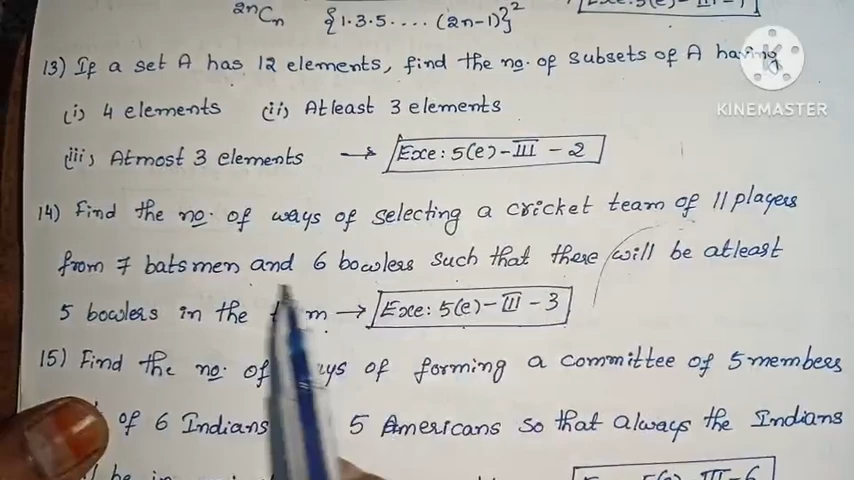 2nCn {1·3·5.... (2n-1)}²
13) If a set A has 12 elements, find the no. of subsets of A having
(i) 4 elements (ii) Atleast 3 elements
(iii) Atmost 3 elements → Exe: 5(e)-III-2
KINEMASTER
14) Find the no. of ways of selecting a cricket team of 11 players
from 7 batsmen and 6 bowlers such that there will be atleast
5 bowlers in the → Exe: 5(e)-III-3
15) Find the no. of of forming a committee of 5 members
of 6 Indians 5 Americans so that always the Indians
be in